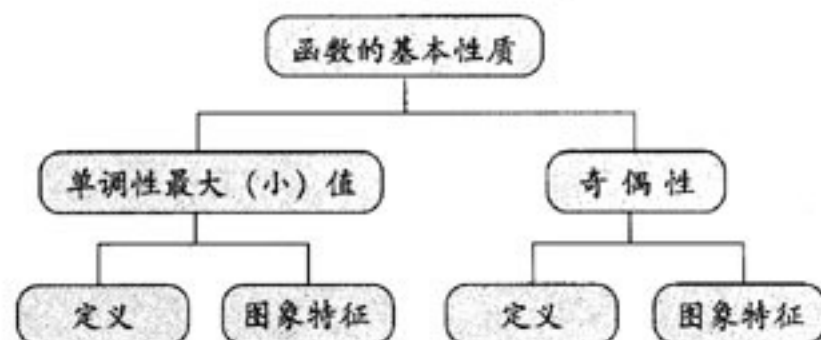 函数的基本性质
单调性最大（小）值
奇偶性
定义
图象特征
定义
图象特征